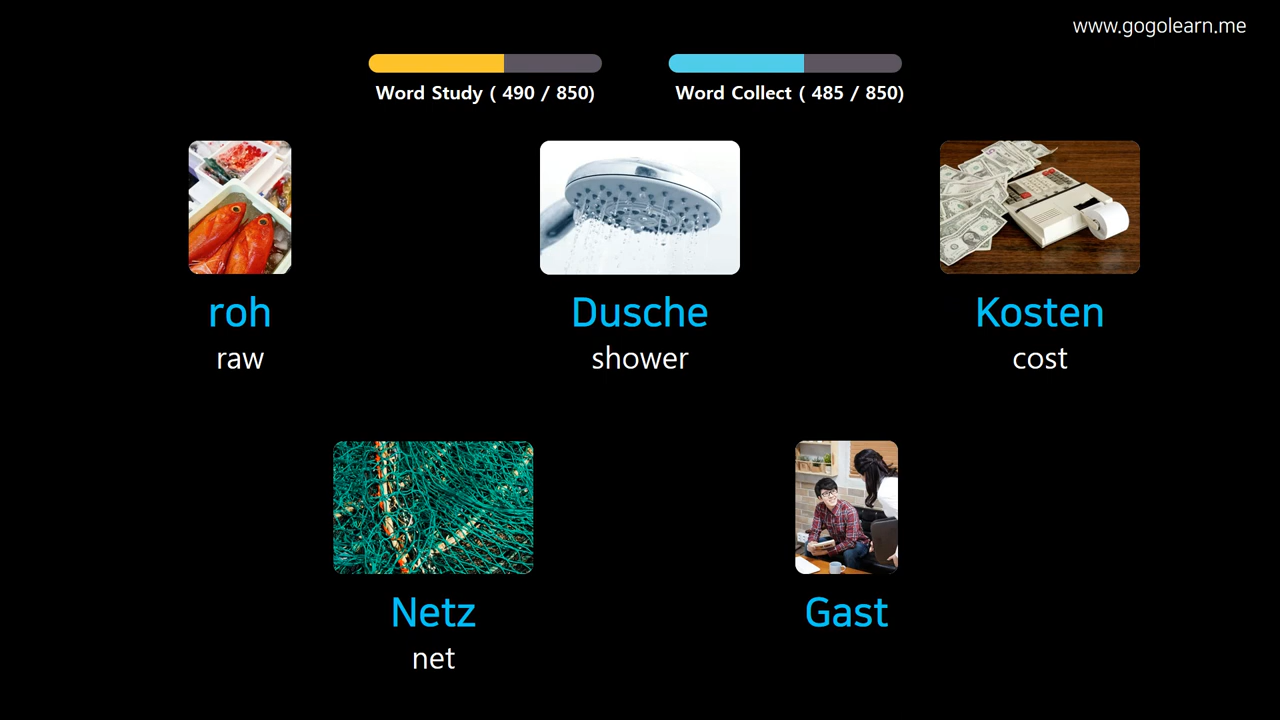 www.gogolearn.me
Word Study ( 490 / 850)
Word Collect ( 485 / 850)
roh
raw
Dusche
shower
Kosten
cost
Netz
net
Gast